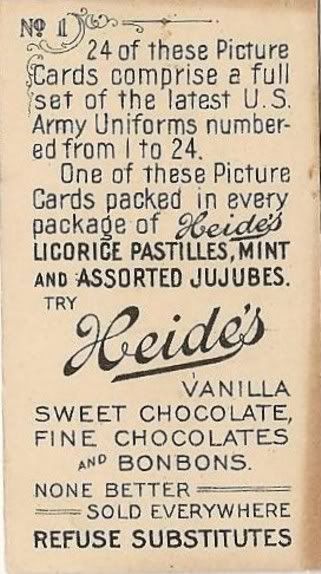 No 1
24 of these Picture
Cards comprise a full
set of the latest U.S.
Army Uniforms number-
ed from 1 to 24.
One of these Picture
Cards packed in every
package of Heide's
LICORICE PASTILLES, MINT
AND ASSORTED JUJUBES.
TRY
Heide's
VANILLA
SWEET CHOCOLATE,
FINE CHOCOLATES
AND BONBONS.
NONE BETTER
SOLD EVERYWHERE
REFUSE SUBSTITUTES